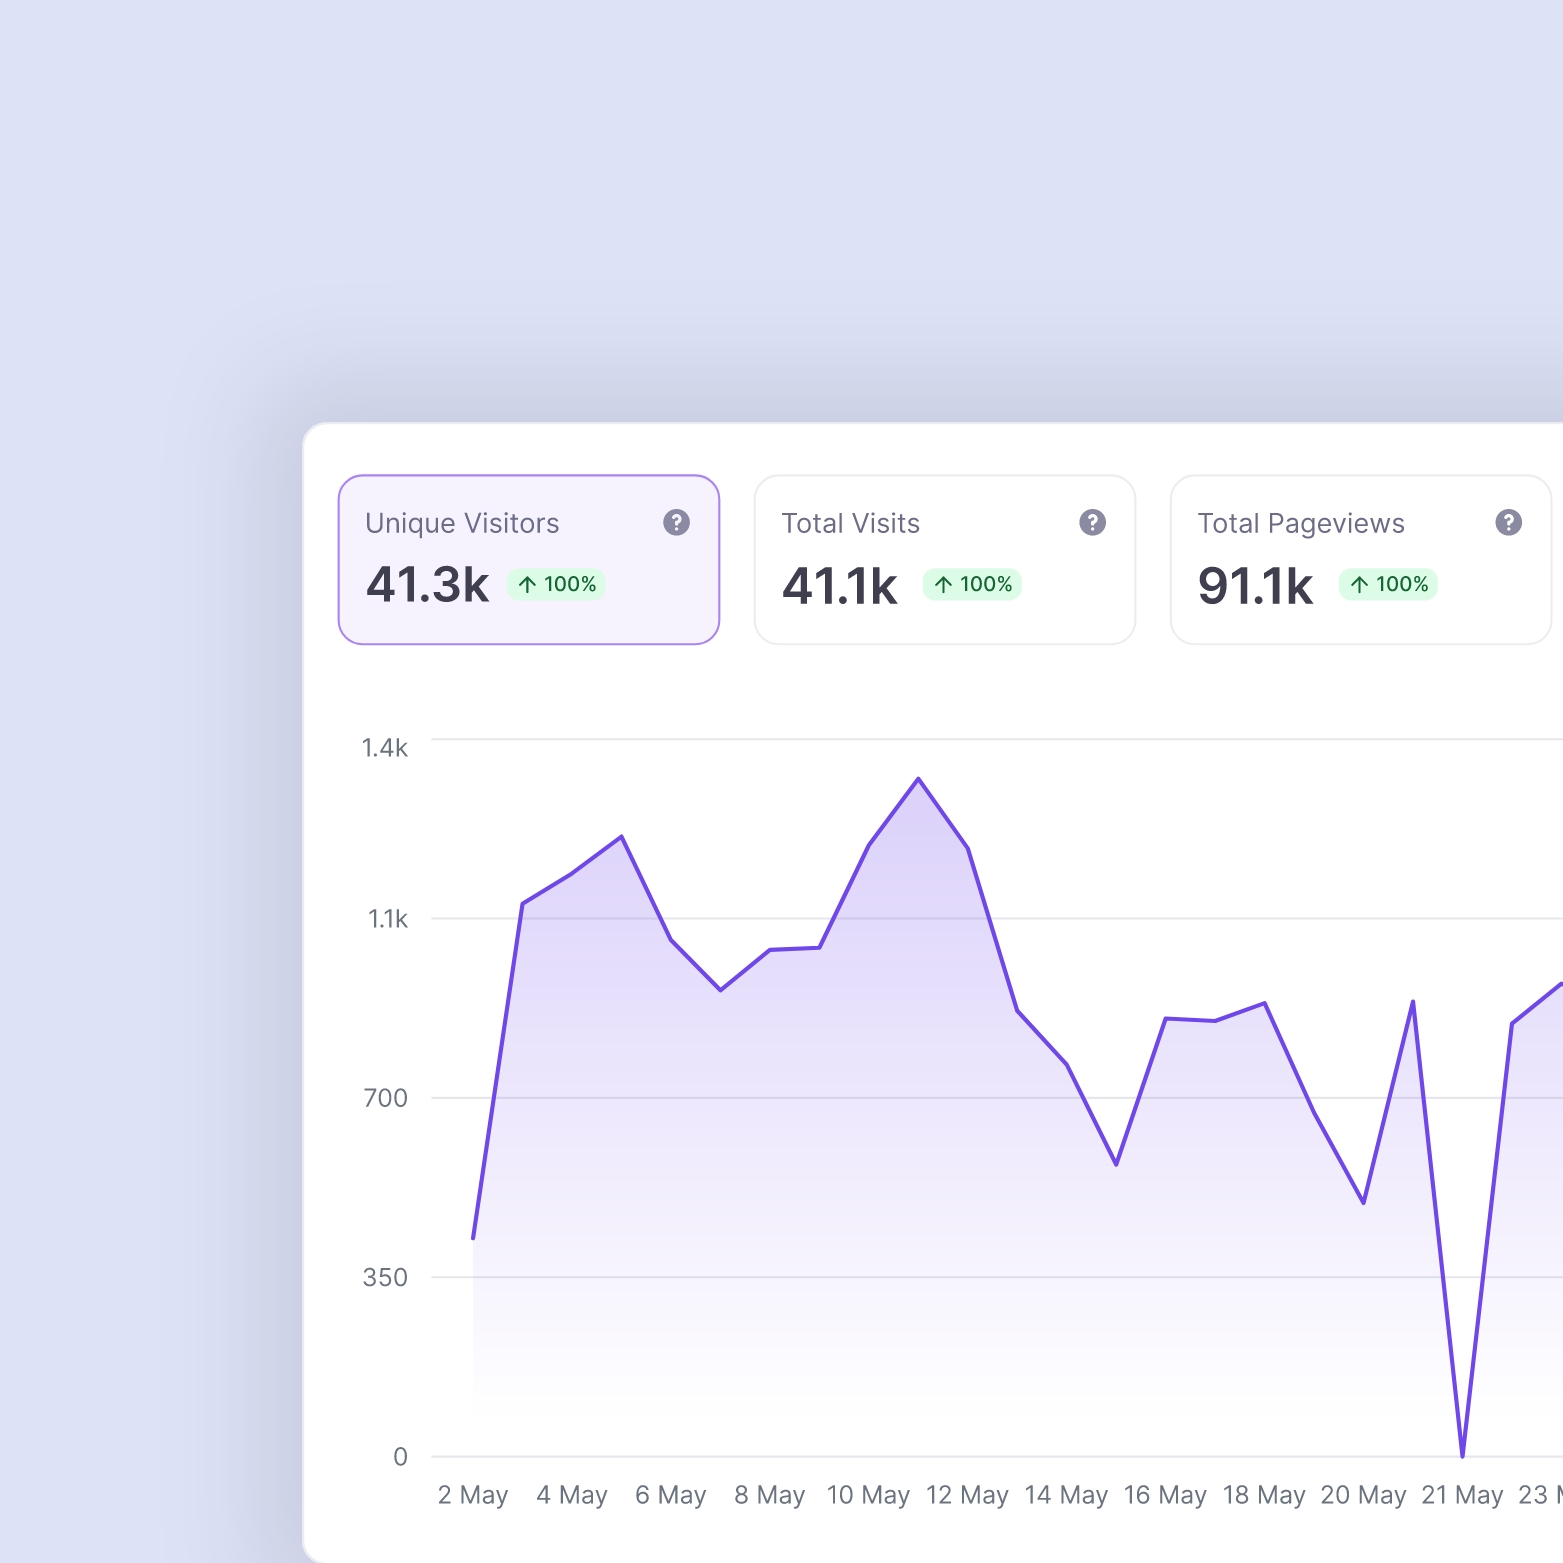 Unique Visitors ?
41.3k ↑ 100%
Total Visits ?
41.1k ↑ 100%
Total Pageviews ?
91.1k ↑ 100%
1.4k
1.1k
700
350
0
2 May 4 May 6 May 8 May 10 May 12 May 14 May 16 May 18 May 20 May 21 May 23